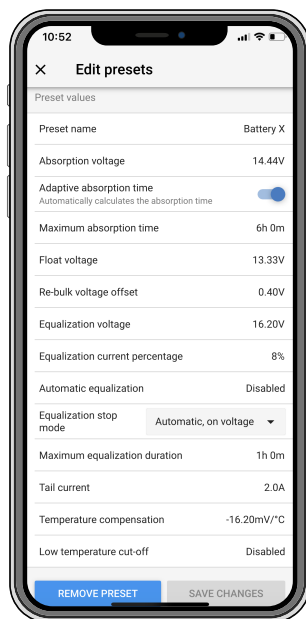 10:52
Edit presets
Preset values
Preset name Battery X
Absorption voltage 14.44V
Adaptive absorption time
Automatically calculates the absorption time
Maximum absorption time 6h 0m
Float voltage 13.33V
Re-bulk voltage offset 0.40V
Equalization voltage 16.20V
Equalization current percentage 8%
Automatic equalization Disabled
Equalization stop
mode Automatic, on voltage
Maximum equalization duration 1h 0m
Tail current 2.0A
Temperature compensation -16.20mV/°C
Low temperature cut-off Disabled
REMOVE PRESET SAVE CHANGES